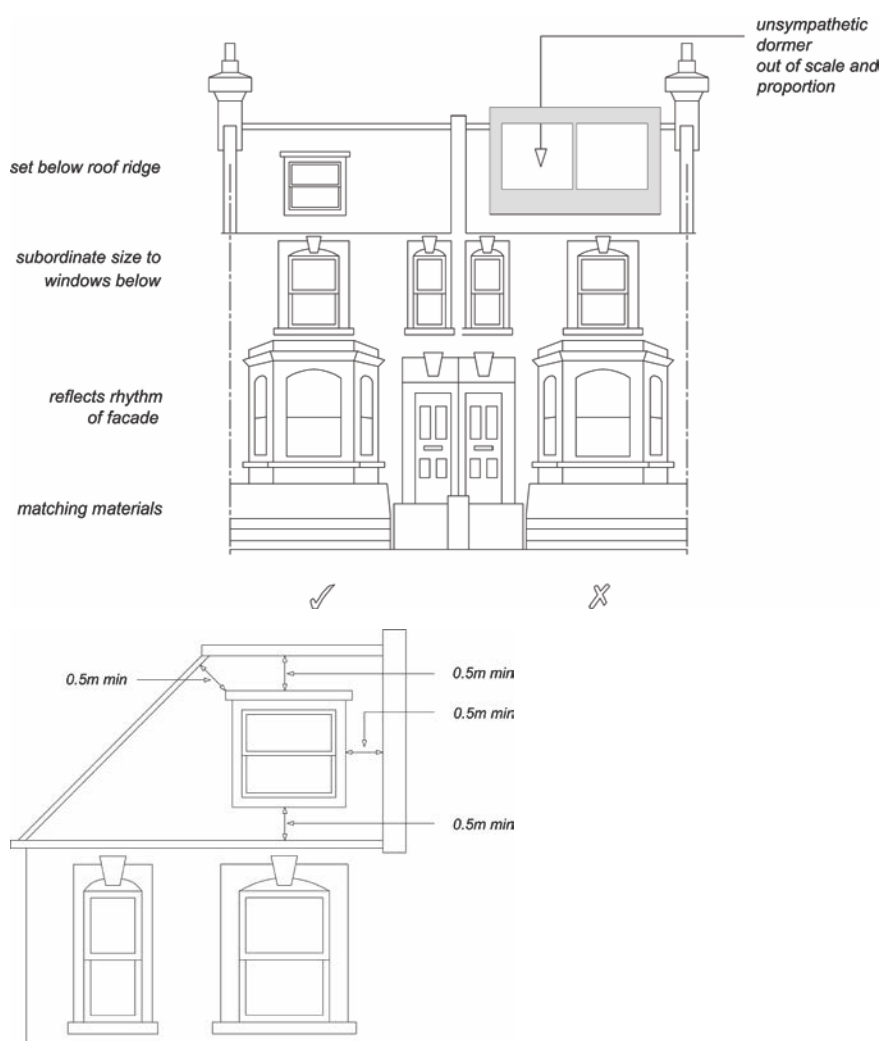 unsympathetic
dormer
out of scale and
proportion
set below roof ridge
subordinate size to
windows below
reflects rhythm
of facade
matching materials
✓
✗
0.5m min
0.5m min
0.5m min
0.5m min